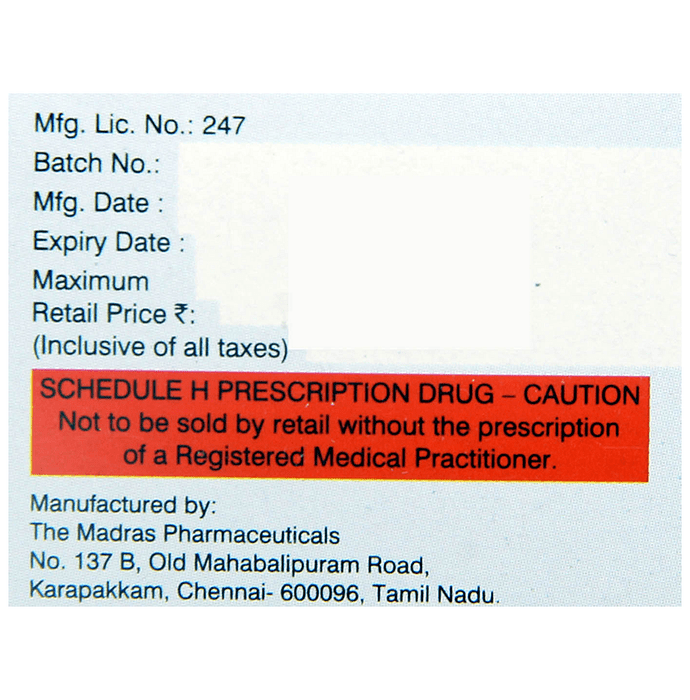 Mfg. Lic. No.: 247
Batch No.:
Mfg. Date :
Expiry Date :
Maximum
Retail Price ₹:
(Inclusive of all taxes)
SCHEDULE H PRESCRIPTION DRUG – CAUTION
Not to be sold by retail without the prescription
of a Registered Medical Practitioner.
Manufactured by:
The Madras Pharmaceuticals
No. 137 B, Old Mahabalipuram Road,
Karapakkam, Chennai- 600096, Tamil Nadu.